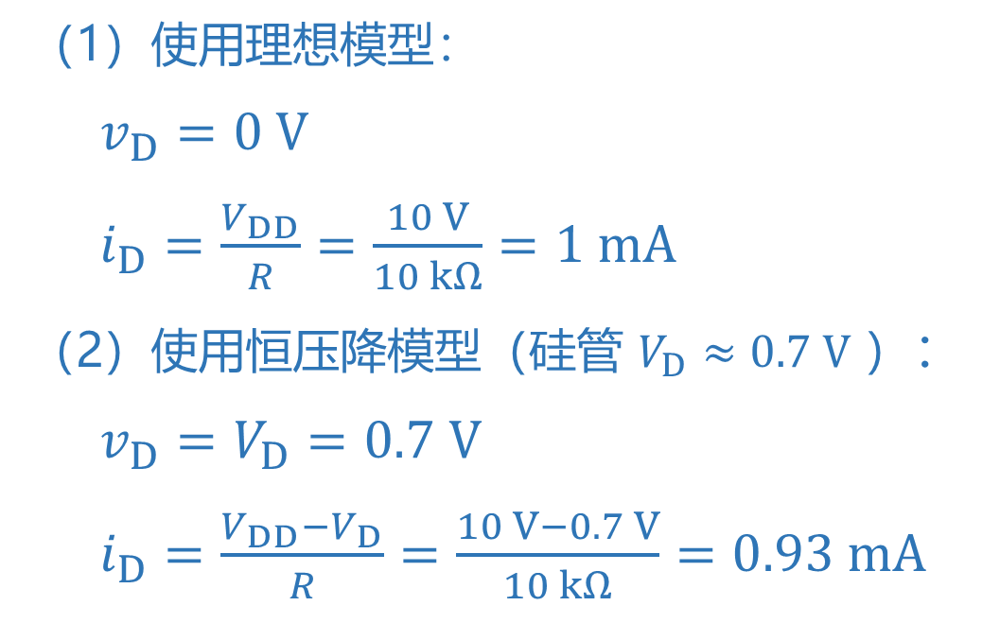 （1）使用理想模型：
v_D = 0 V
i_D = V_DD/R = 10 V/10 kΩ = 1 mA
（2）使用恒压降模型（硅管 V_D ≈ 0.7 V ）：
v_D = V_D = 0.7 V
i_D = V_DD−V_D/R = 10 V−0.7 V/10 kΩ = 0.93 mA